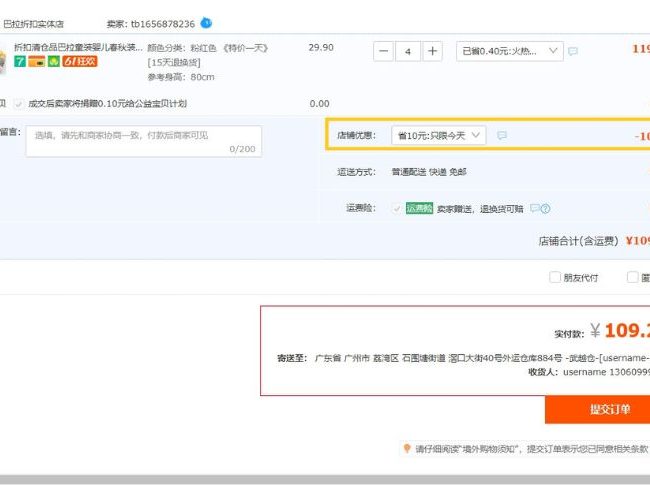 巴拉折扣实体店 卖家: tb1656878236
折扣清仓品巴拉童装婴儿春秋装... 颜色分类: 粉红色 《特价一天》 29.90 4 已省0.40元:火热... 119
7 61狂欢 [15天退换货]
参考身高: 80cm
贝 成交后卖家将捐赠0.10元给公益宝贝计划 0.00
留言: 选填, 请先和商家协商一致, 付款后商家可见 店铺优惠: 省10元:只限今天 -10
0/200
运送方式: 普通配送 快递 免邮
运费险: 运费险 卖家赠送, 退换货可赔
店铺合计(含运费) ¥109
朋友代付 匿
实付款: ¥109.2
寄送至: 广东省 广州市 荔湾区 石围塘街道 滘口大街40号外运仓库884号 -武越仓-[username-
收货人: username 1306099
提交订单
请仔细阅读"境外购物须知", 提交订单表示您已同意相关条款